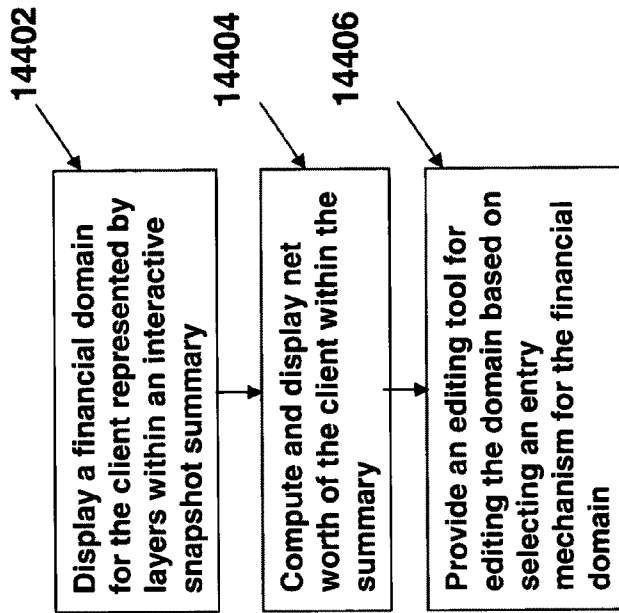 14402
Display a financial domain
for the client represented by
layers within an interactive
snapshot summary
14404
Compute and display net
worth of the client within the
summary
14406
Provide an editing tool for
editing the domain based on
selecting an entry
mechanism for the financial
domain